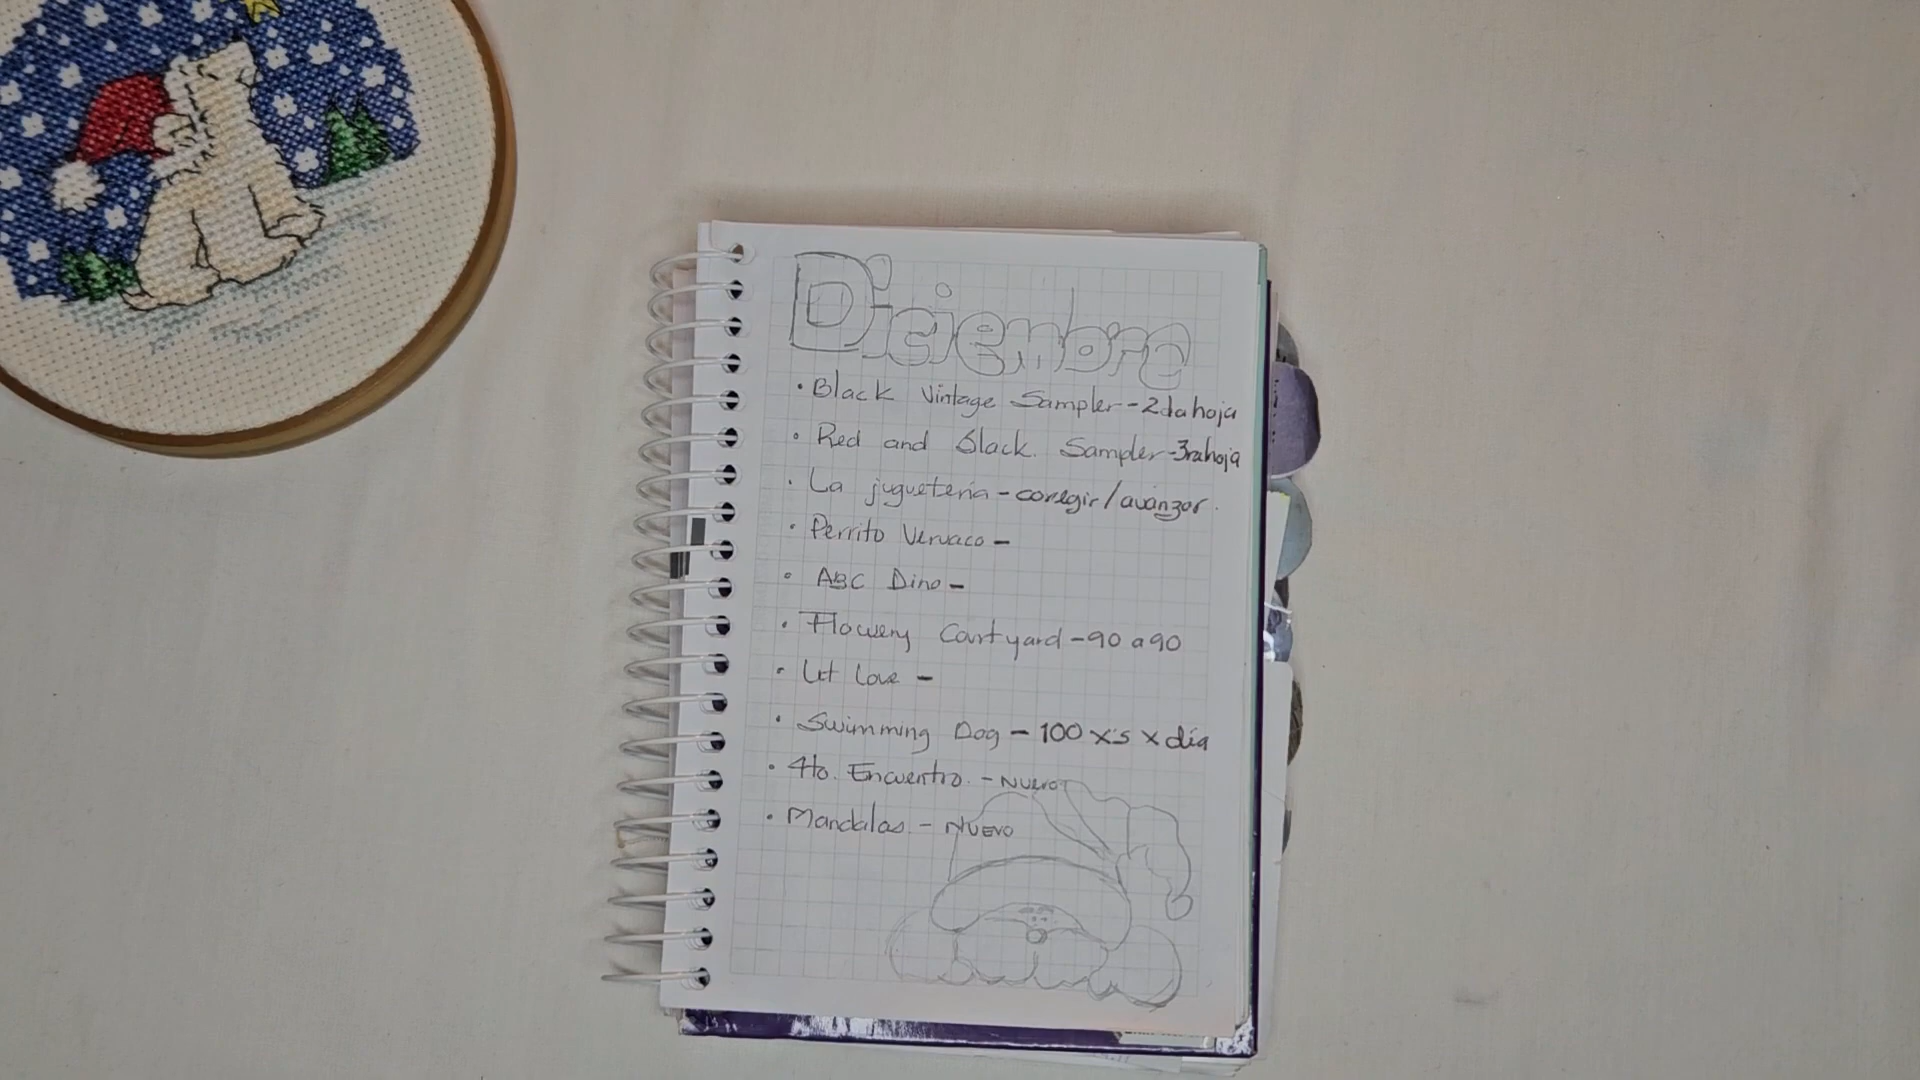 Diciembre
• Black Vintage Sampler - 2da hoja
• Red and Black. Sampler - 3ra hoja
• La juguetería - coregir / avanzar.
• Perrito Vervaco -
• ABC Dino -
• Flowery Courtyard - 90 a 90
• Let Love -
• Swimming Dog - 100 x's x día
• 4to. Encuentro. - Nuevo
• Mandalas - NUEVO